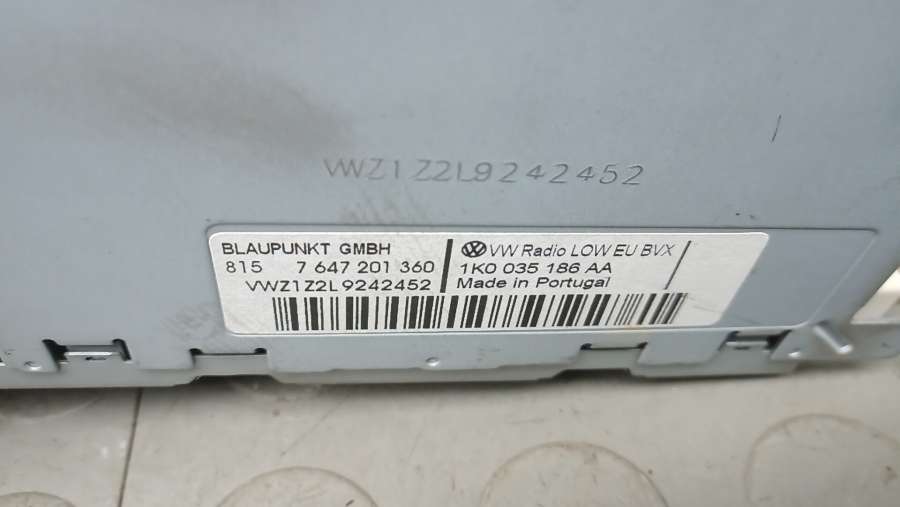 VWZ1Z2L9242452
BLAUPUNKT GMBH
815 7 647 201 360
VWZ1Z2L9242452
VW Radio LOW EU BVX
1K0 035 186 AA
Made in Portugal